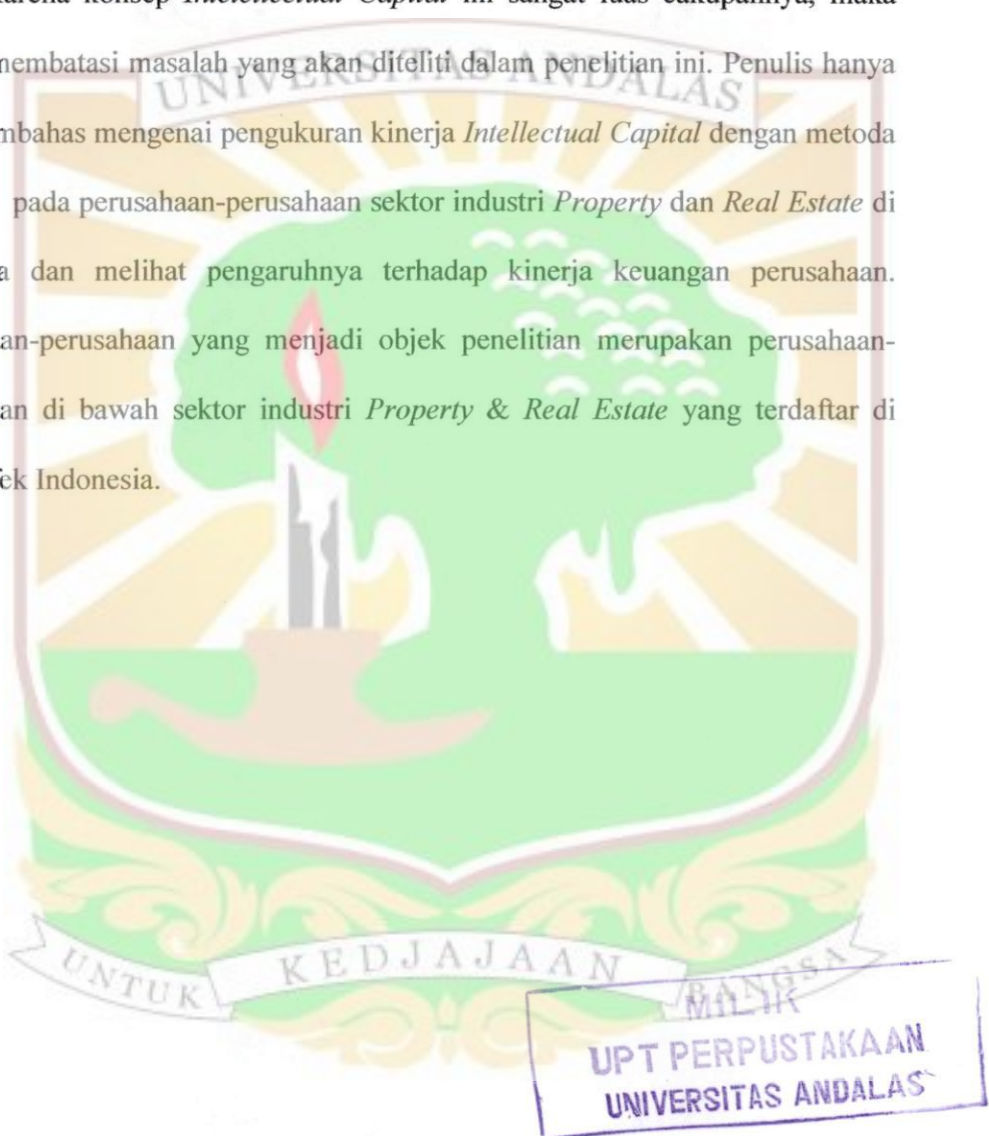 karena konsep Intelellectual Capital ini sangat luas cakupannya, maka
membatasi masalah yang akan diteliti dalam penelitian ini. Penulis hanya
mbahas mengenai pengukuran kinerja Intellectual Capital dengan metoda
pada perusahaan-perusahaan sektor industri Property dan Real Estate di
a dan melihat pengaruhnya terhadap kinerja keuangan perusahaan.
an-perusahaan yang menjadi objek penelitian merupakan perusahaan-
an di bawah sektor industri Property & Real Estate yang terdaftar di
ek Indonesia.
UNIVERSITAS ANDALAS
UNTUK KEDJAJAAN BANGSA
MILIK
UPT PERPUSTAKAAN
UNIVERSITAS ANDALAS